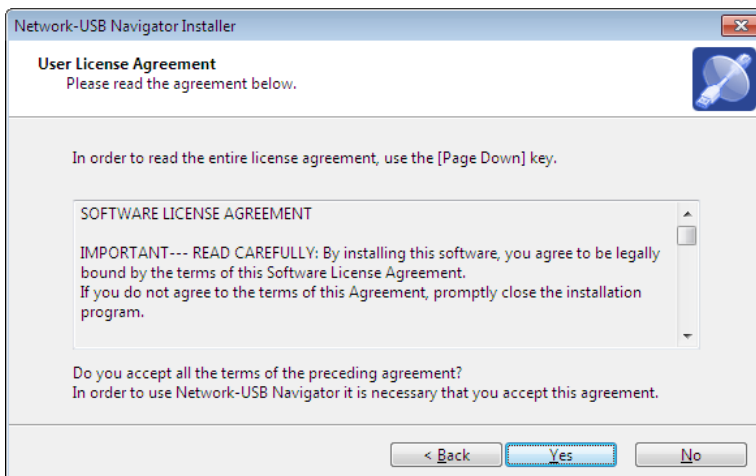 Network-USB Navigator Installer
User License Agreement
Please read the agreement below.
In order to read the entire license agreement, use the [Page Down] key.
SOFTWARE LICENSE AGREEMENT
IMPORTANT--- READ CAREFULLY: By installing this software, you agree to be legally
bound by the terms of this Software License Agreement.
If you do not agree to the terms of this Agreement, promptly close the installation
program.
Do you accept all the terms of the preceding agreement?
In order to use Network-USB Navigator it is necessary that you accept this agreement.
< Back Yes No